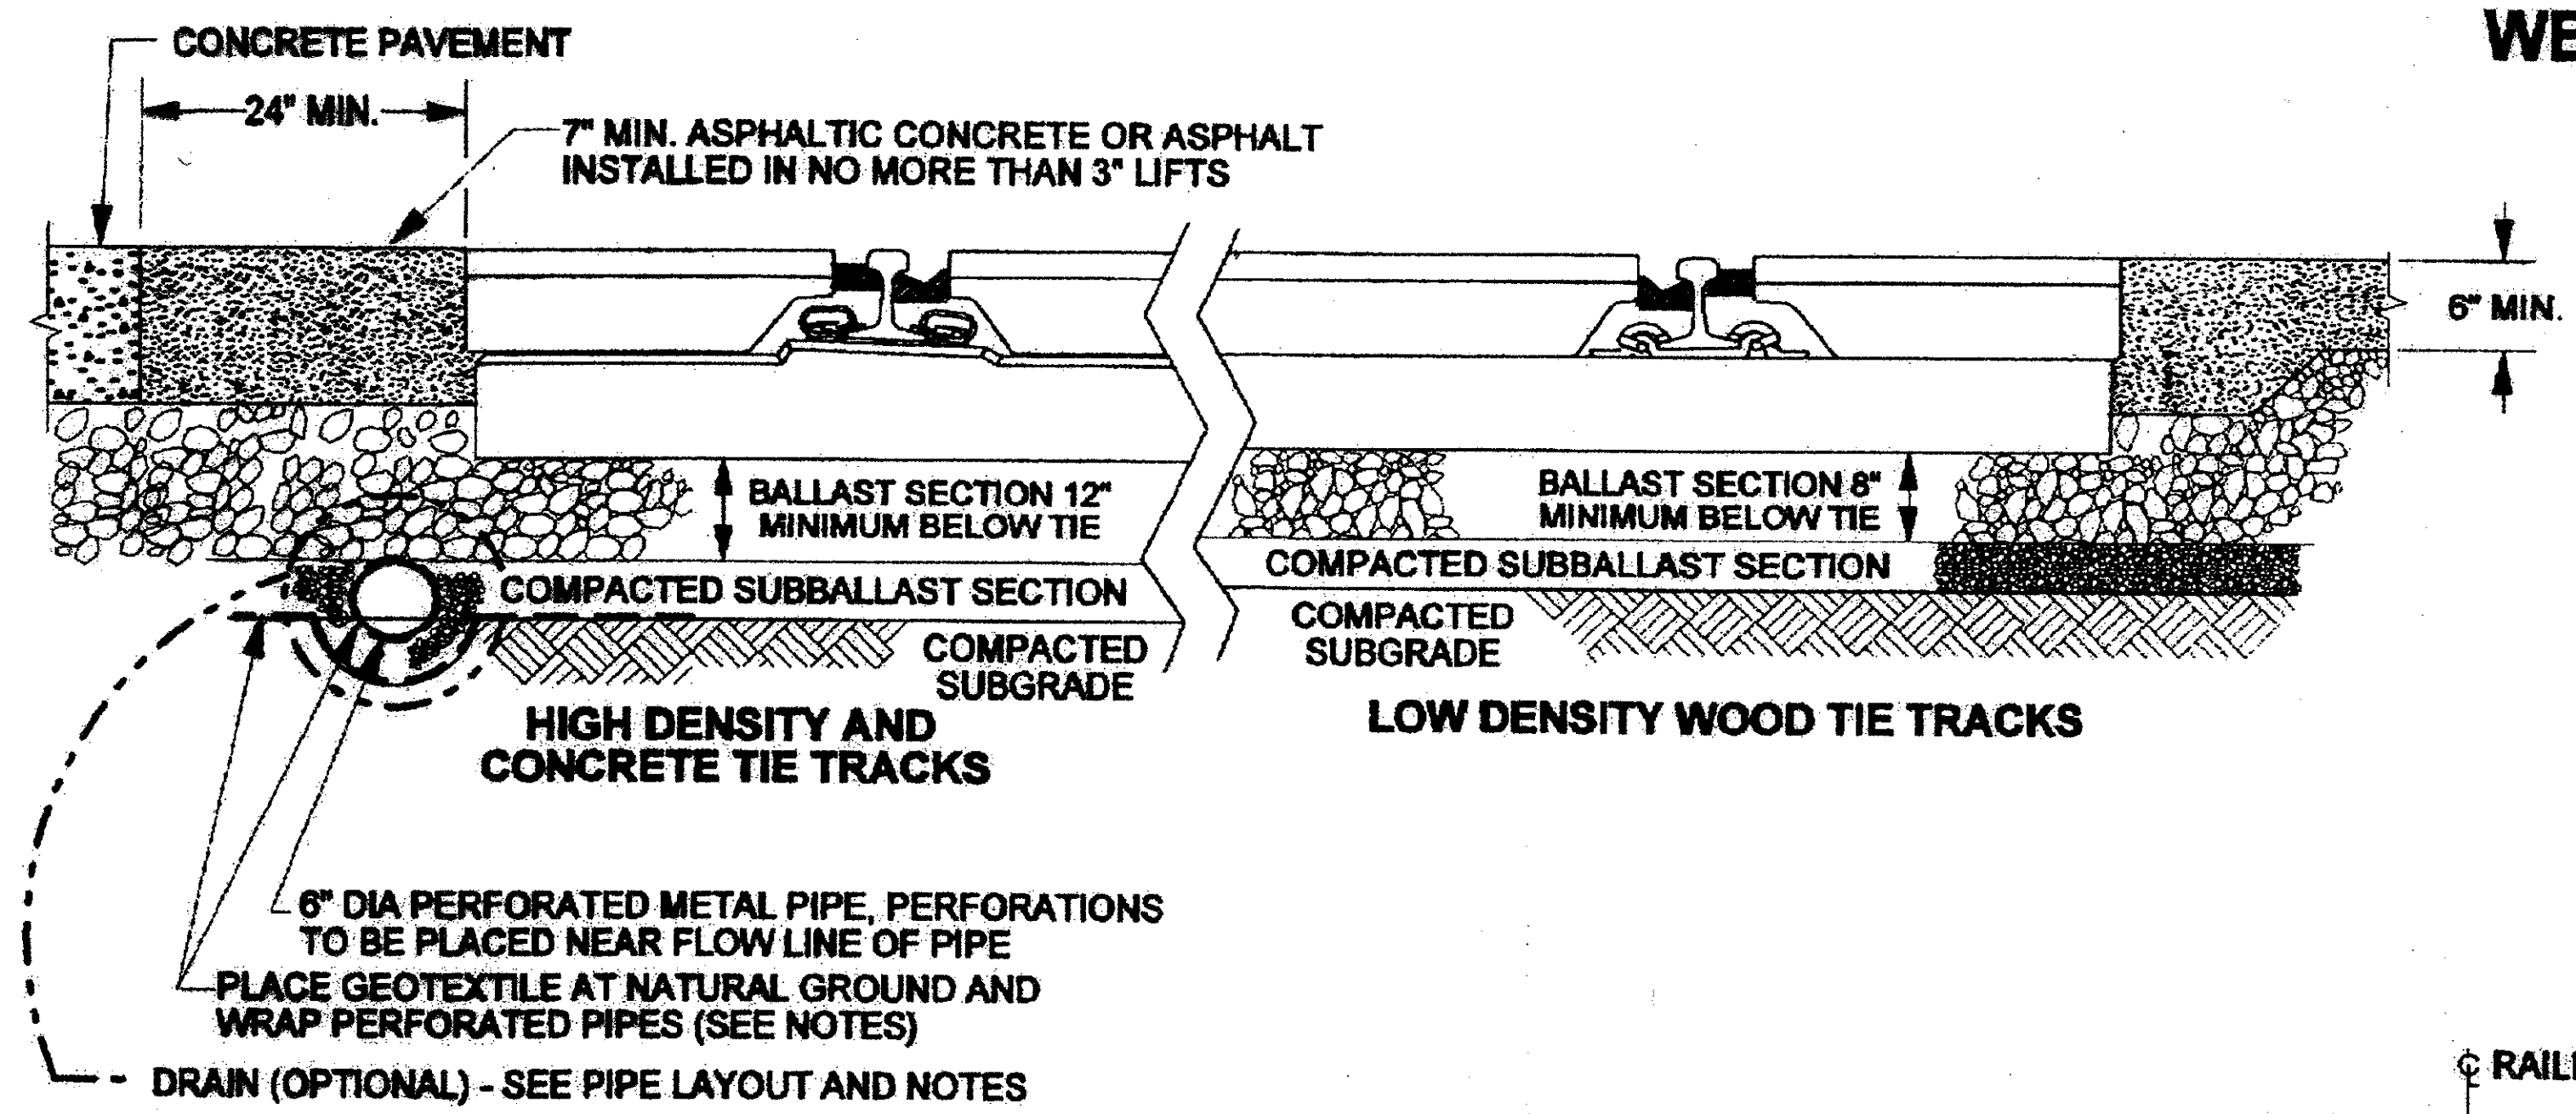 WE
CONCRETE PAVEMENT
24" MIN.
7" MIN. ASPHALTIC CONCRETE OR ASPHALT
INSTALLED IN NO MORE THAN 3" LIFTS
6" MIN.
BALLAST SECTION 12"
MINIMUM BELOW TIE
BALLAST SECTION 8"
MINIMUM BELOW TIE
COMPACTED SUBBALLAST SECTION
COMPACTED SUBBALLAST SECTION
COMPACTED
SUBGRADE
COMPACTED
SUBGRADE
HIGH DENSITY AND
CONCRETE TIE TRACKS
LOW DENSITY WOOD TIE TRACKS
6" DIA PERFORATED METAL PIPE, PERFORATIONS
TO BE PLACED NEAR FLOW LINE OF PIPE
PLACE GEOTEXTILE AT NATURAL GROUND AND
WRAP PERFORATED PIPES (SEE NOTES)
DRAIN (OPTIONAL) - SEE PIPE LAYOUT AND NOTES
℄ RAIL